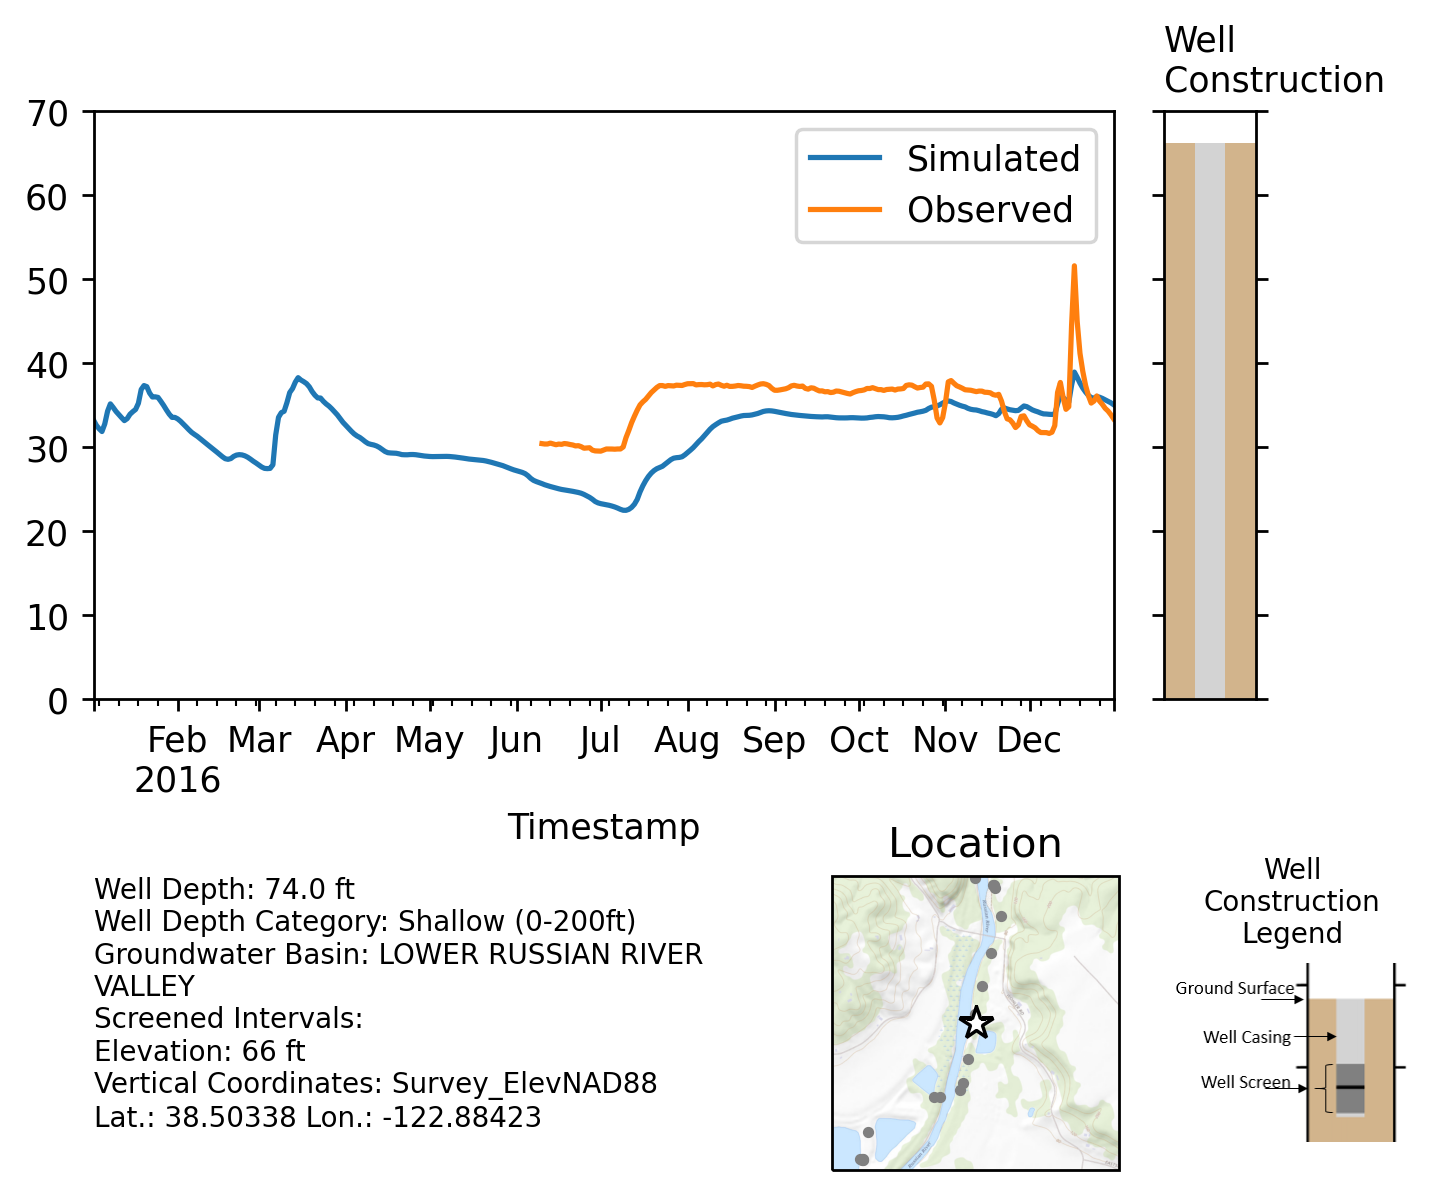 Well
Construction
70
60
50
40
30
20
10
0
Simulated
Observed
Feb Mar Apr May Jun Jul Aug Sep Oct Nov Dec
2016
Timestamp
Well Depth: 74.0 ft
Well Depth Category: Shallow (0-200ft)
Groundwater Basin: LOWER RUSSIAN RIVER
VALLEY
Screened Intervals:
Elevation: 66 ft
Vertical Coordinates: Survey_ElevNAD88
Lat.: 38.50338 Lon.: -122.88423
Location
Well
Construction
Legend
Ground Surface
Well Casing
Well Screen